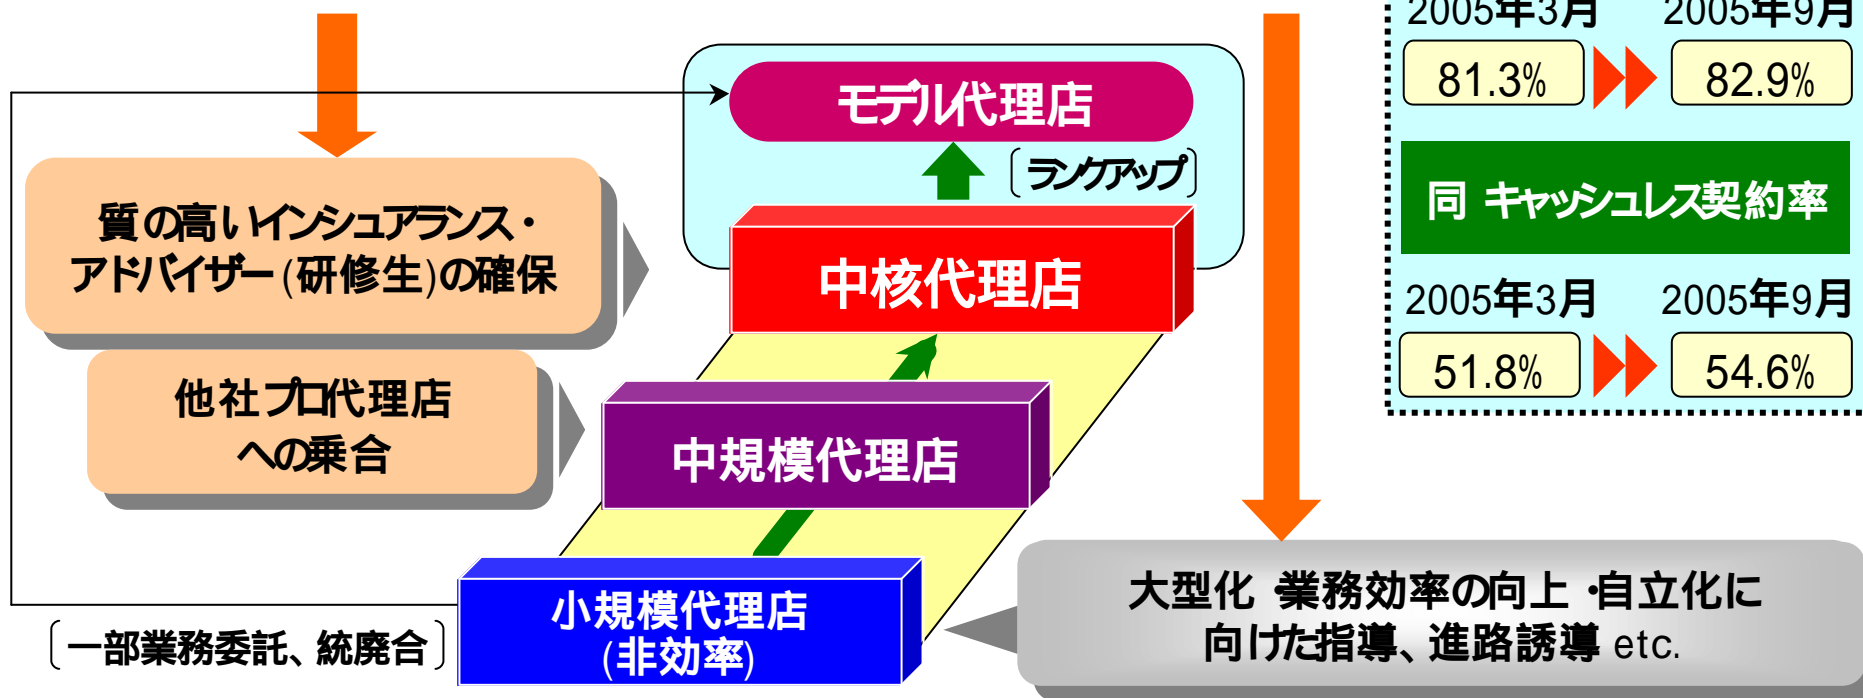 2005年3月 2005年9月
81.3% 82.9%
同 キャッシュレス契約率
2005年3月 2005年9月
51.8% 54.6%
モデル代理店
〔ランクアップ〕
中核代理店
中規模代理店
小規模代理店
(非効率)
質の高いインシュアランス・
アドバイザー(研修生)の確保
他社プロ代理店
への乗合
〔一部業務委託、統廃合〕
大型化・業務効率の向上・自立化に
向けた指導、進路誘導 etc.